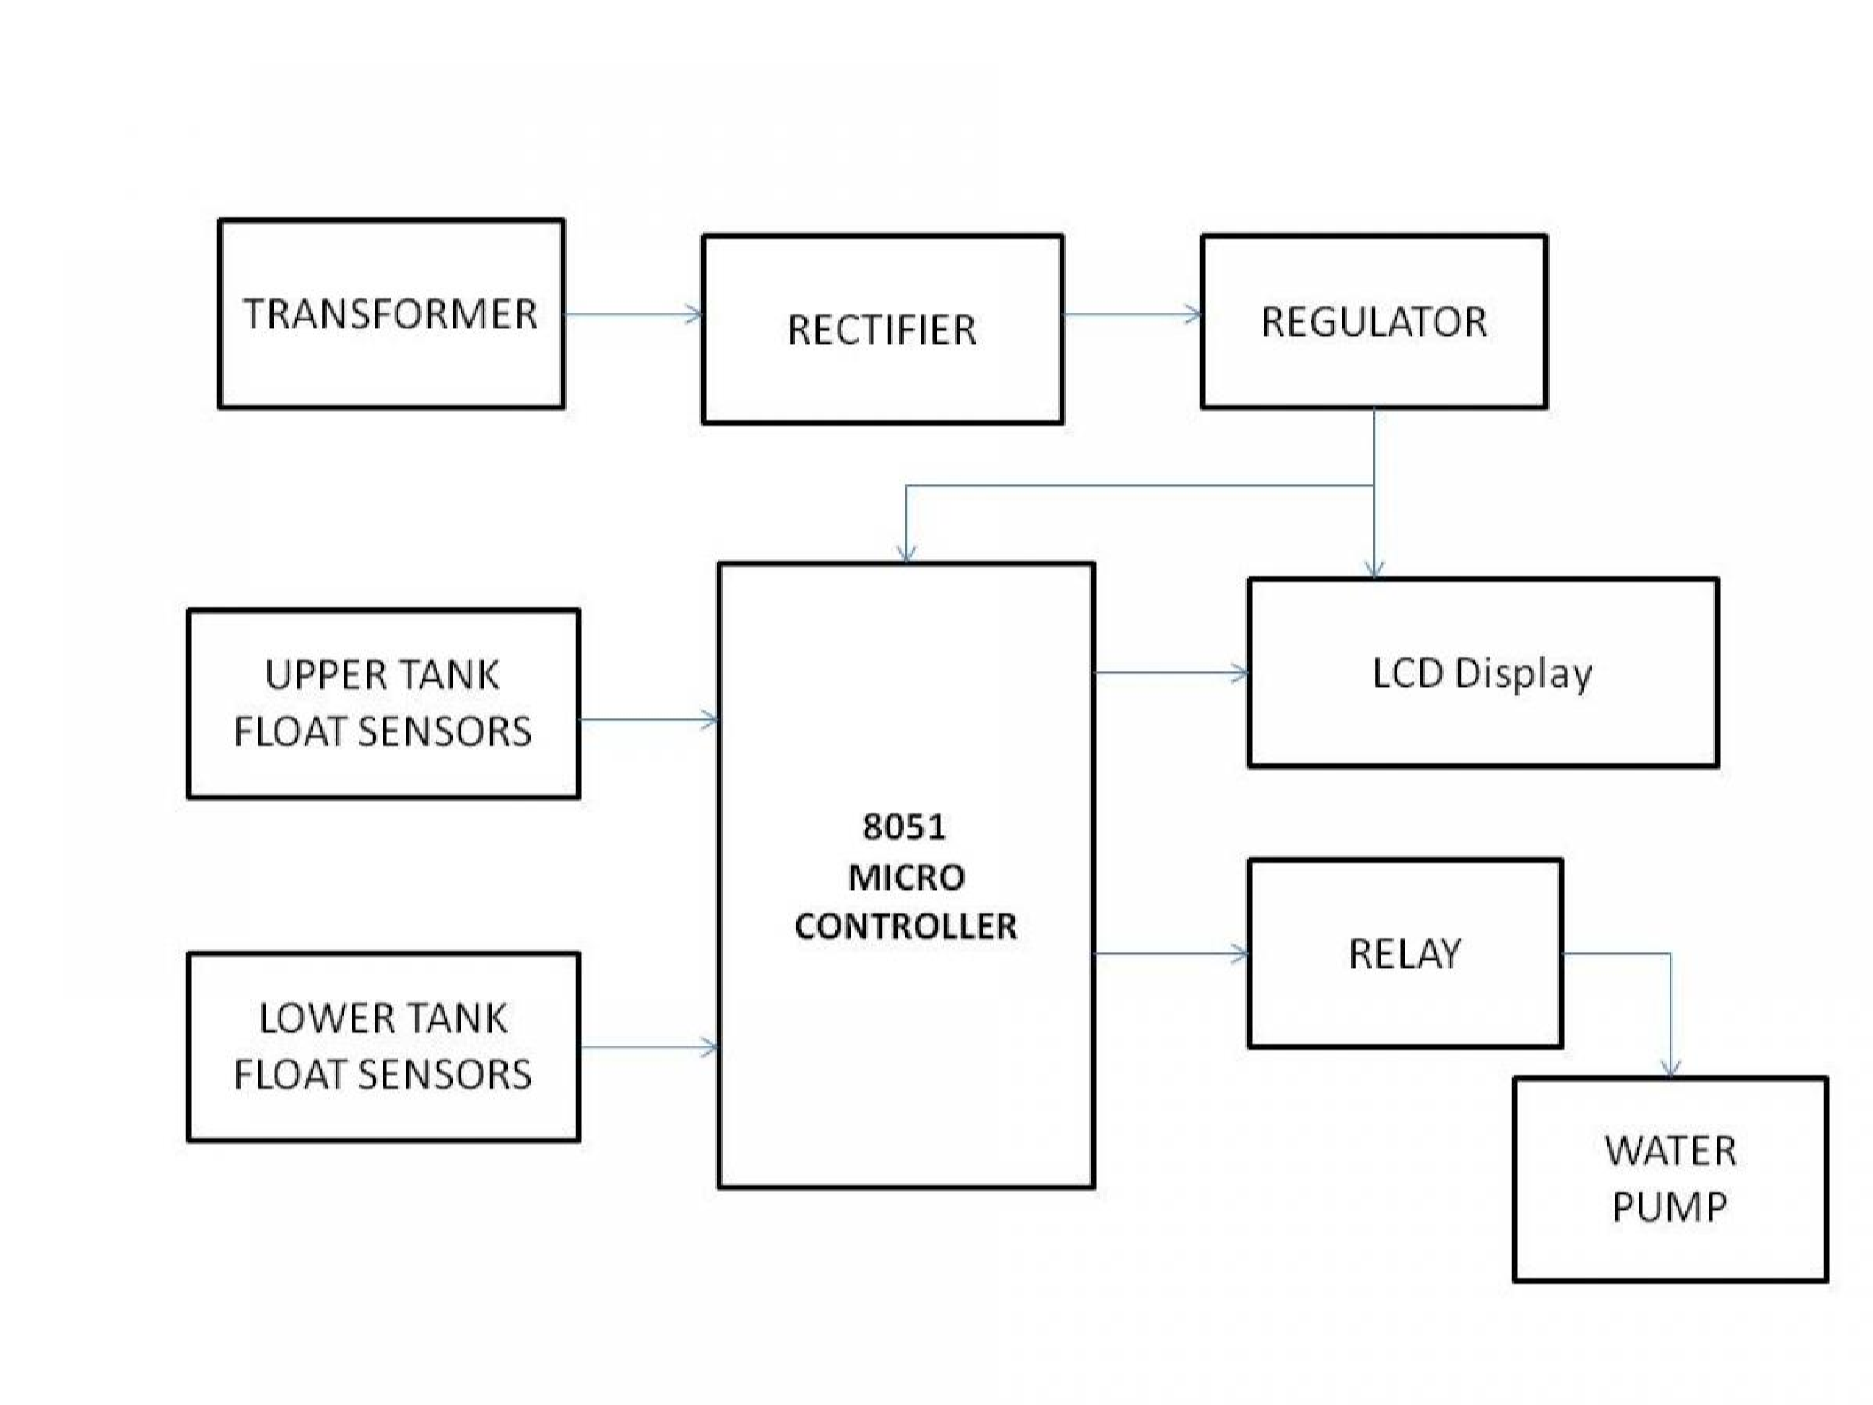 TRANSFORMER
RECTIFIER
REGULATOR
UPPER TANK
FLOAT SENSORS
LCD Display
8051
MICRO
CONTROLLER
RELAY
LOWER TANK
FLOAT SENSORS
WATER
PUMP